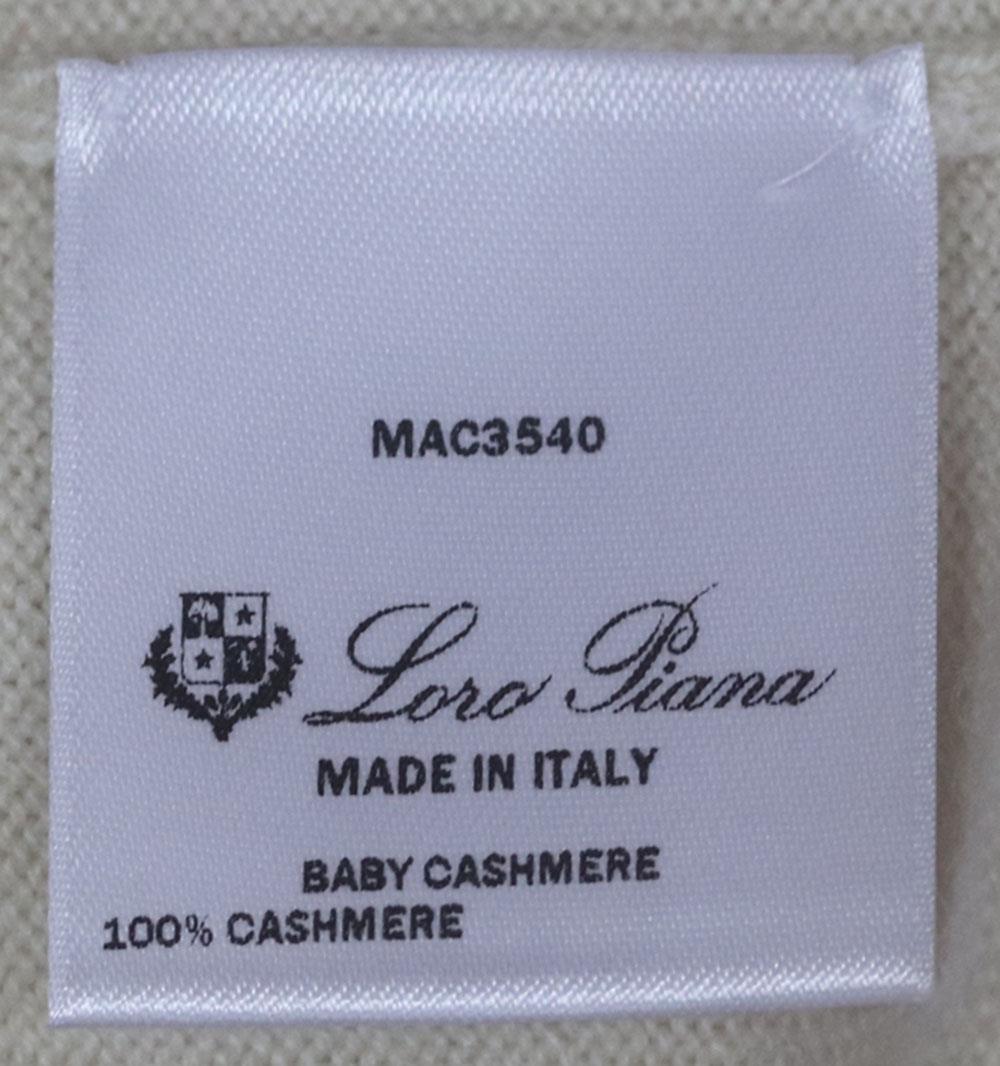 MAC3540
Loro Piana
MADE IN ITALY
BABY CASHMERE
100% CASHMERE